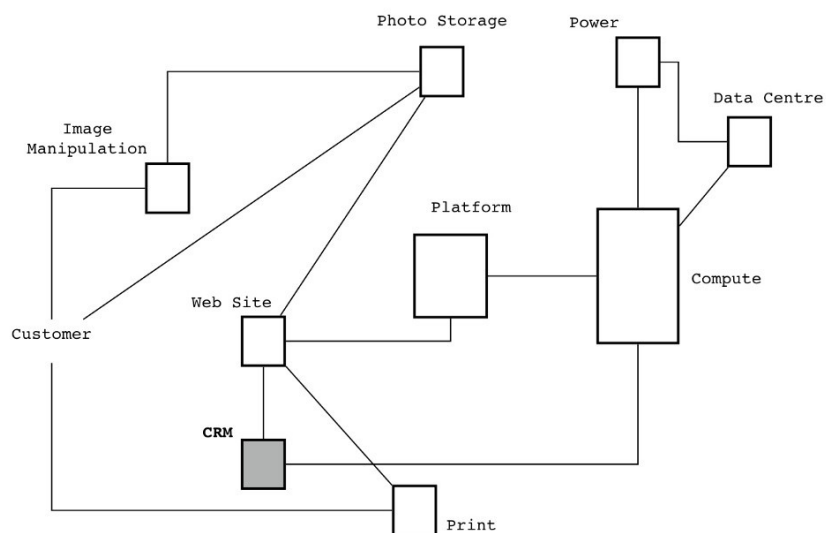 Photo Storage
Power
Data Centre
Image
Manipulation
Platform
Compute
Web Site
Customer
CRM
Print